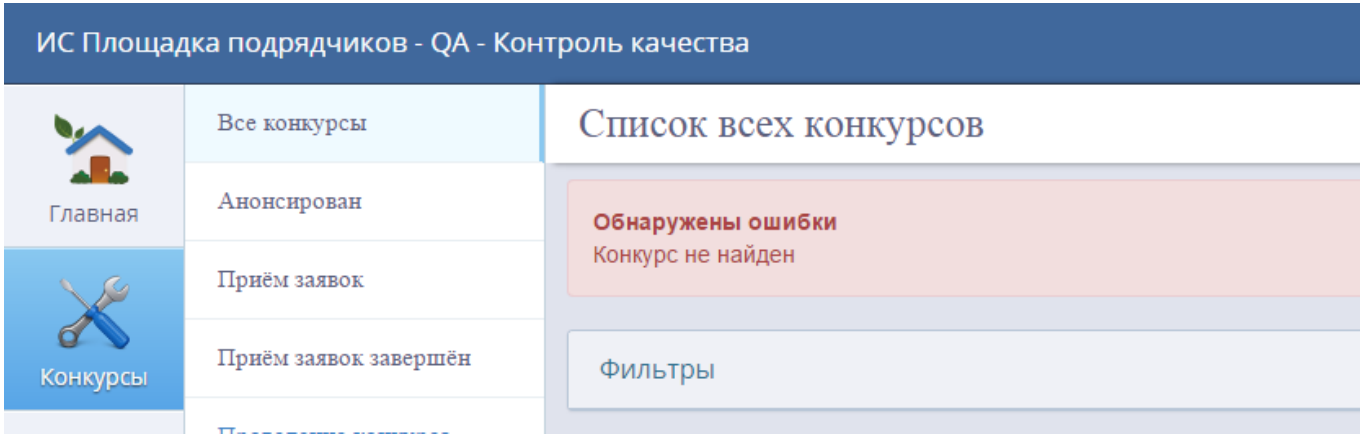 ИС Площадка подрядчиков - QA - Контроль качества
Главная
Конкурсы
Все конкурсы
Анонсирован
Приём заявок
Приём заявок завершён
Список всех конкурсов
Обнаружены ошибки
Конкурс не найден
Фильтры